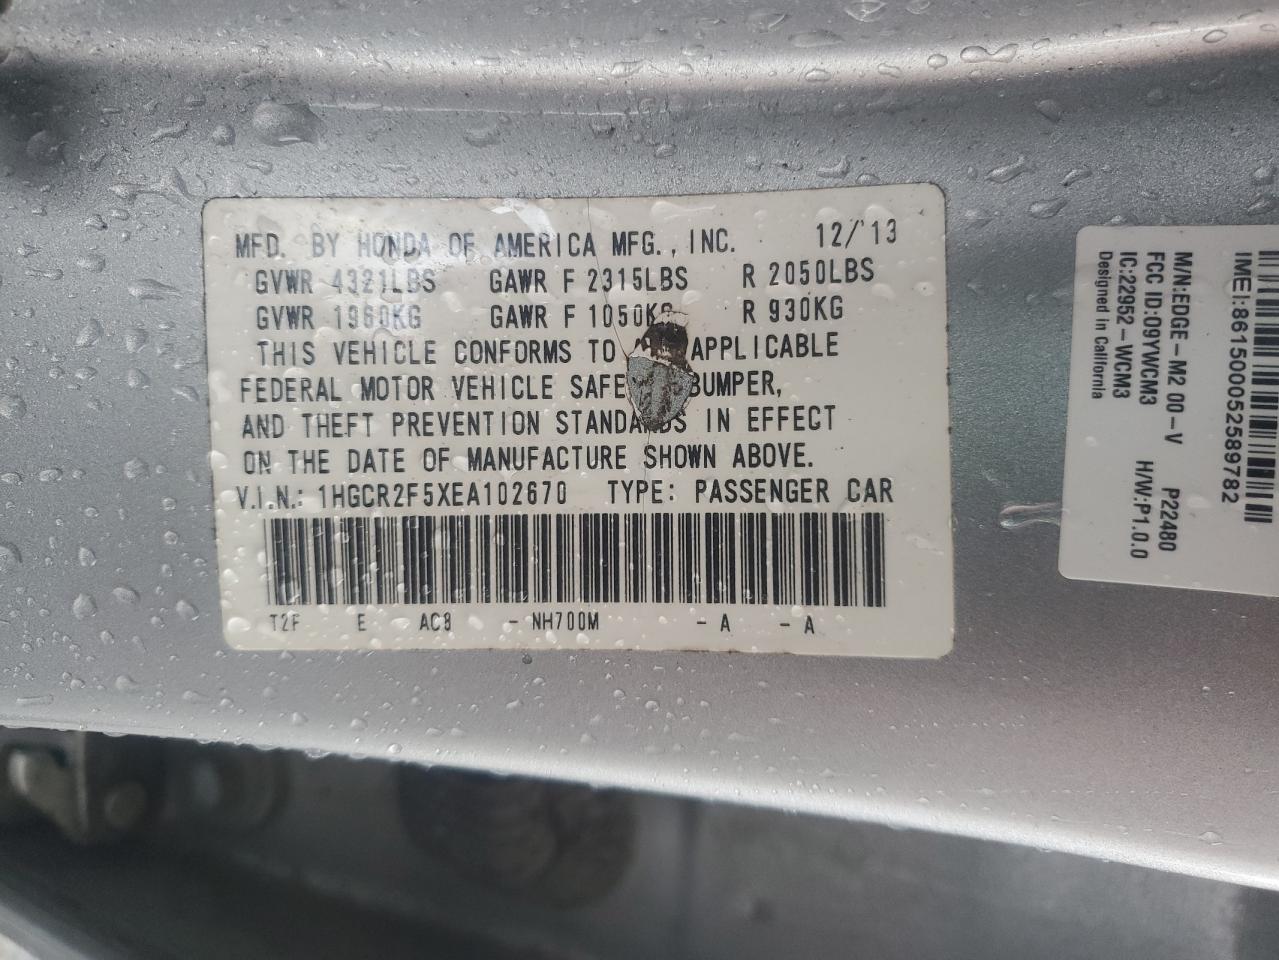 MFD. BY HONDA OF AMERICA MFG., INC. 12/'13
GVWR 4321LBS GAWR F 2315LBS R 2050LBS
GVWR 1960KG GAWR F 1050KG R 930KG
THIS VEHICLE CONFORMS TO APPLICABLE
FEDERAL MOTOR VEHICLE BUMPER,
AND THEFT PREVENTION STANDARDS IN EFFECT
ON THE DATE OF MANUFACTURE SHOWN ABOVE.
V.I.N.: 1HGCR2F5XEA102670 TYPE: PASSENGER CAR
T2F E AC9 - NH700M - A - A
IMEI:861500052589782
M/N:EDGE-M2 00-V P22480
FCC ID:09YWCM3 H/W:P1.0.0
IC:22952-WCM3
Designed in California